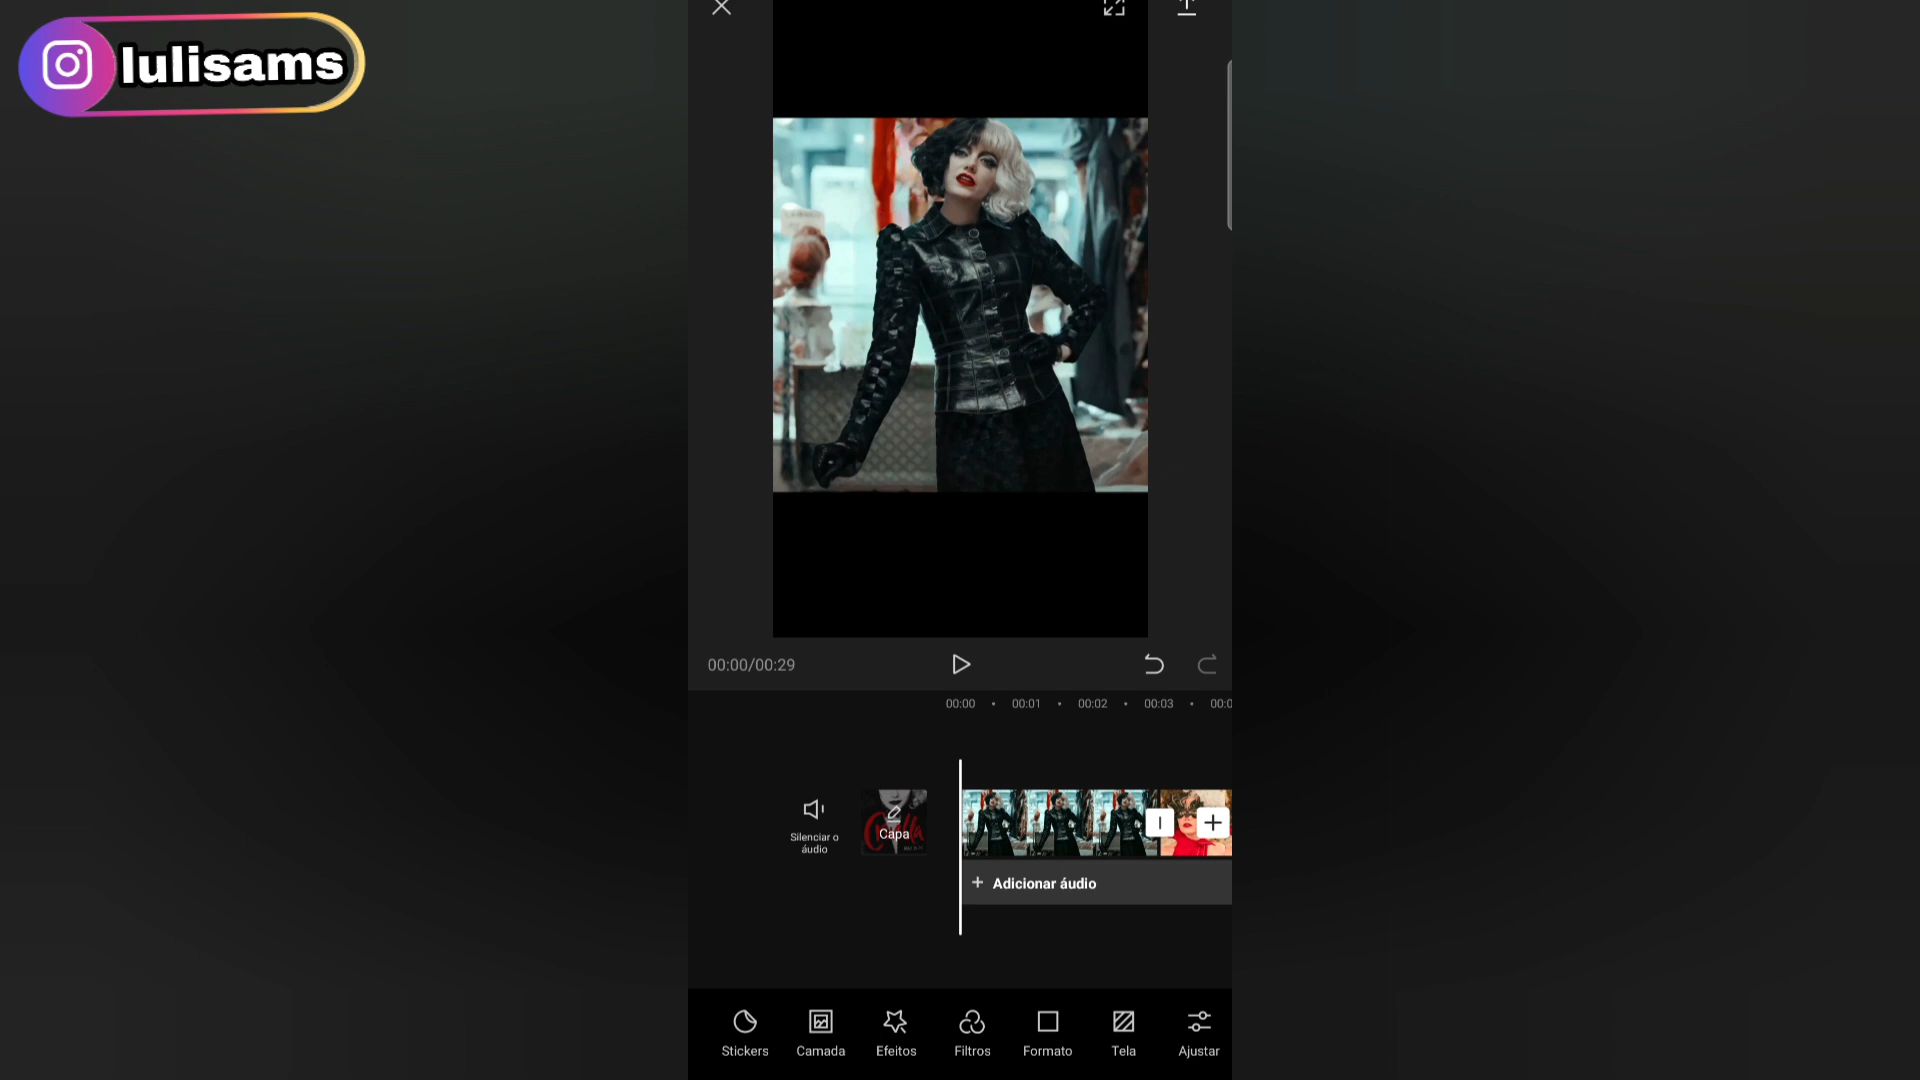 lulisams
00:00/00:29
00:00 00:01 00:02 00:03
Silenciar o
áudio
Capa
Adicionar áudio
Stickers Camada Efeitos Filtros Formato Tela Ajustar